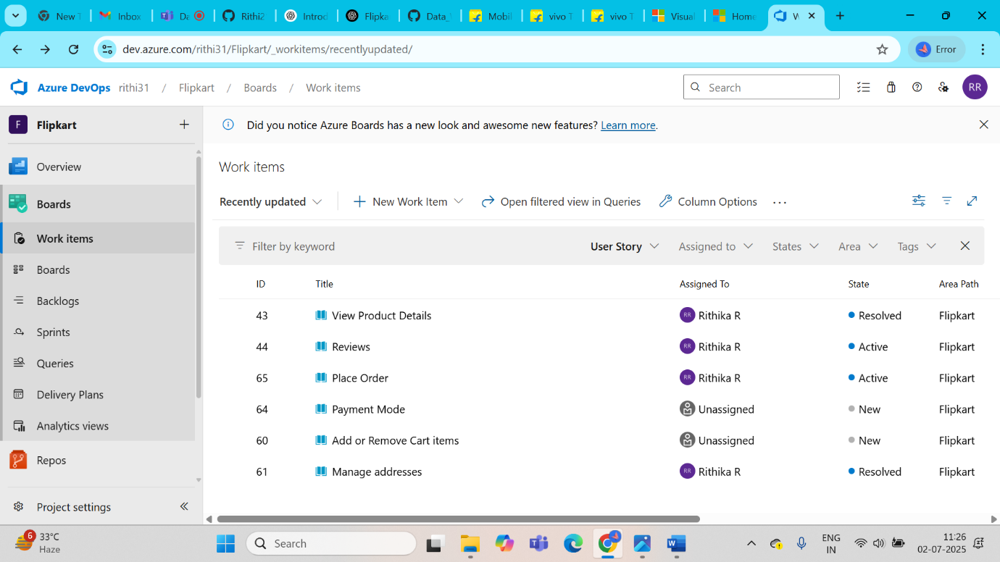 New T
Inbox
Da
Rithi2
Introd
Flipka
Data_
Mobil
vivo T
vivo T
Visual
Home
W
dev.azure.com/rithi31/Flipkart/_workitems/recentlyupdated/
Error
Azure DevOps rithi31 / Flipkart / Boards / Work items
Search
RR
F Flipkart
Did you notice Azure Boards has a new look and awesome new features? Learn more.
Overview
Boards
Work items
Boards
Backlogs
Sprints
Queries
Delivery Plans
Analytics views
Repos
Project settings
Work items
Recently updated New Work Item Open filtered view in Queries Column Options ...
Filter by keyword User Story Assigned to States Area Tags
ID Title Assigned To State Area Path
43 View Product Details RR Rithika R Resolved Flipkart
44 Reviews RR Rithika R Active Flipkart
65 Place Order RR Rithika R Active Flipkart
64 Payment Mode Unassigned New Flipkart
60 Add or Remove Cart items Unassigned New Flipkart
61 Manage addresses RR Rithika R Resolved Flipkart
6
33°C
Haze
Search
ENG
IN
11:26
02-07-2025